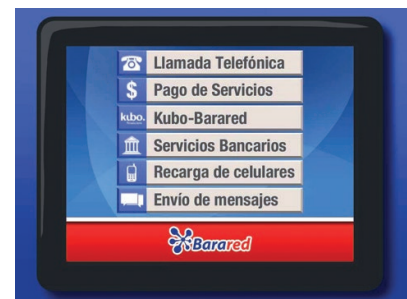 Llamada Telefónica
$ Pago de Servicios
kubo. Kubo-Barared
Servicios Bancarios
Recarga de celulares
Envío de mensajes
Barared